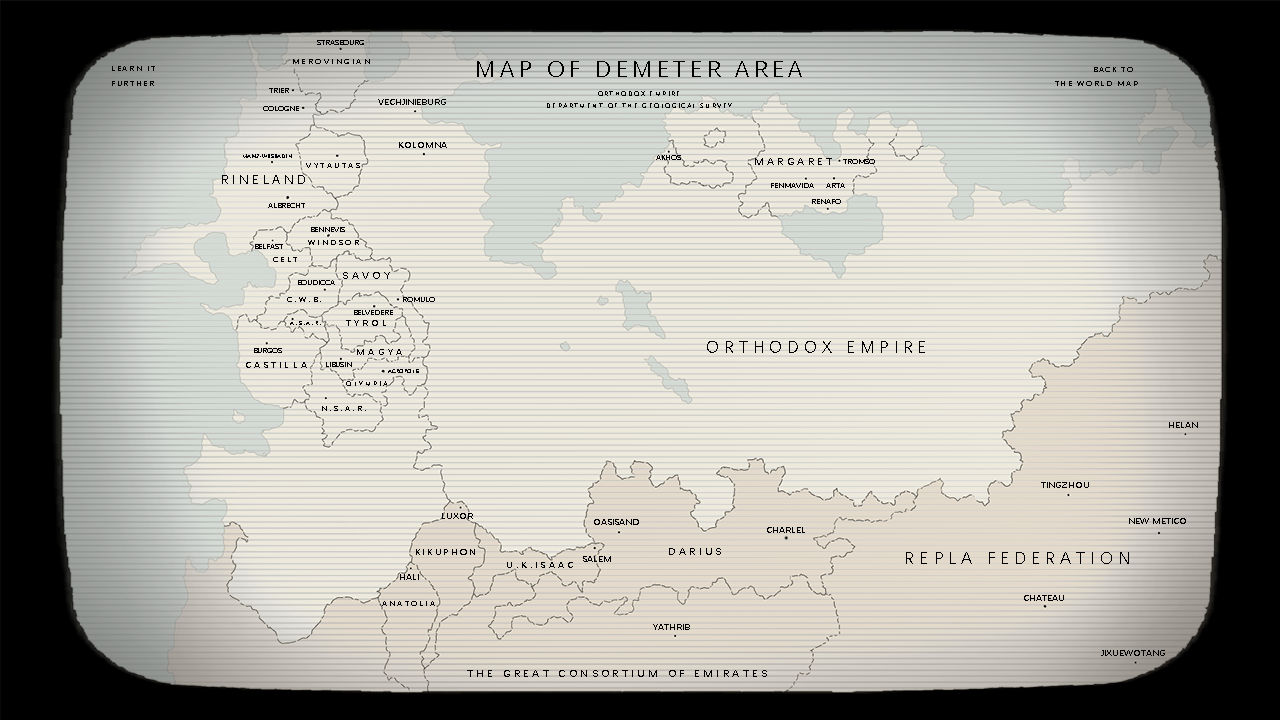 STRASBOURG
MEROVINGIAN
LEARN IT
FURTHER
MAP OF DEMETER AREA
BACK TO
THE WORLD MAP
ORTHODOX EMPIRE
DEPARTMENT OF THE GEOLOGICAL SURVEY
TRIER
COLOGNE
VECHJINIEBURG
KOLOMNA
VYTAUTAS
AKHOS
MARGARET
TROMSO
RINELAND
FENMAVIDA
ARTA
RENAFO
ALBRECHT
BENNEVIS
WINDSOR
BELFAST
CELT
SAVOY
BOUDICCA
C.W.B.
ROMULO
BELVEDERE
TYROL
ORTHODOX EMPIRE
BURGOS
MAGYA
CASTILLA
LIBUSIN
ACROPOLE
OLYMPIA
N.S.A.R.
HELAN
TINGZHOU
LUXOR
OASISAND
NEW METICO
CHARLEL
KIKUPHON
DARIUS
SALEM
U.K.ISAAC
REPLA FEDERATION
HALI
ANATOLIA
CHATEAU
YATHRIB
JIXUEWOTANG
THE GREAT CONSORTIUM OF EMIRATES